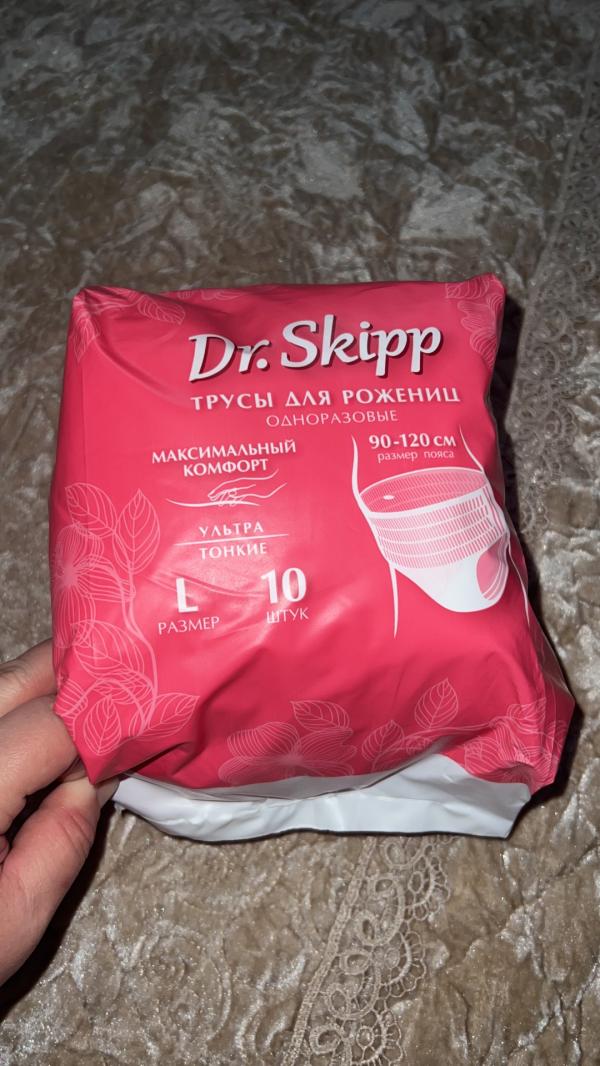 Dr. Skipp
ТРУСЫ ДЛЯ РОЖЕНИЦ
ОДНОРАЗОВЫЕ
МАКСИМАЛЬНЫЙ
КОМФОРТ
90-120 см
размер пояса
УЛЬТРА
ТОНКИЕ
L
РАЗМЕР
10
ШТУК